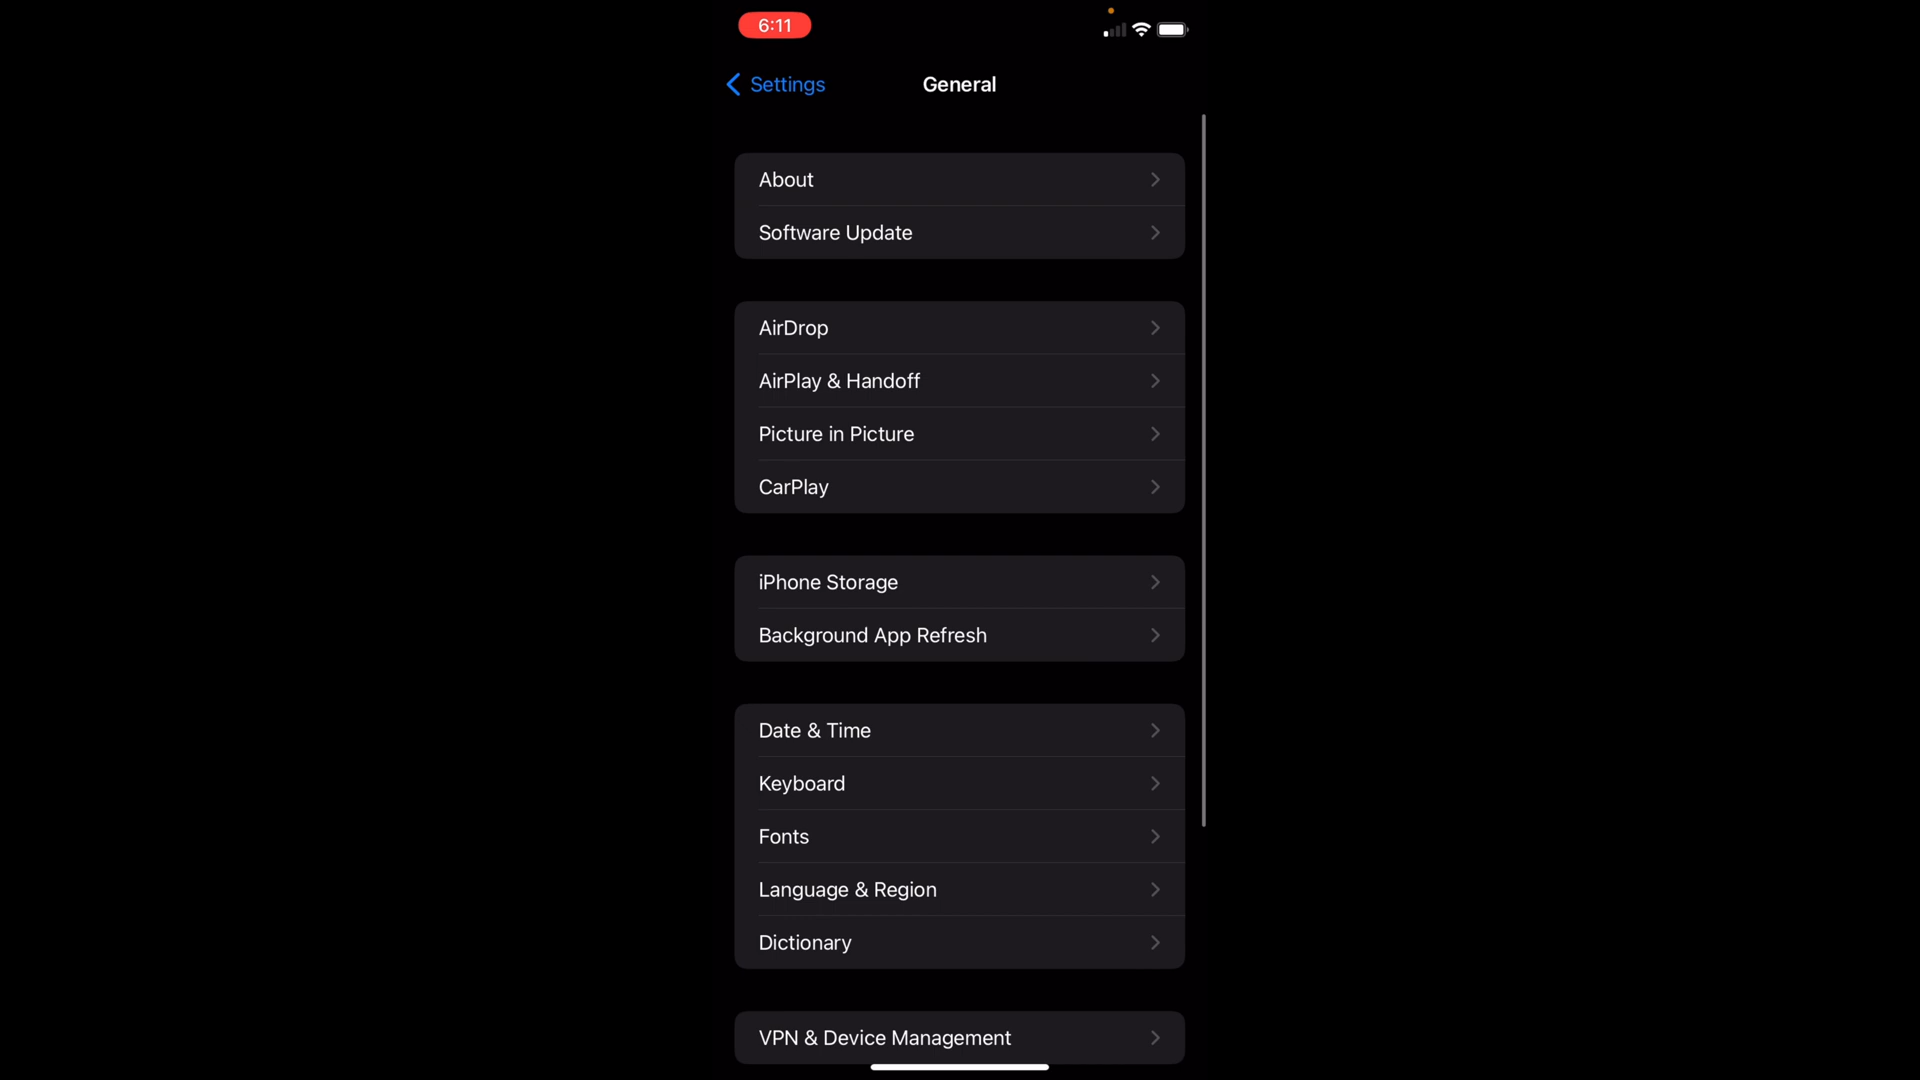 6:11
Settings
General
About
Software Update
AirDrop
AirPlay & Handoff
Picture in Picture
CarPlay
iPhone Storage
Background App Refresh
Date & Time
Keyboard
Fonts
Language & Region
Dictionary
VPN & Device Management